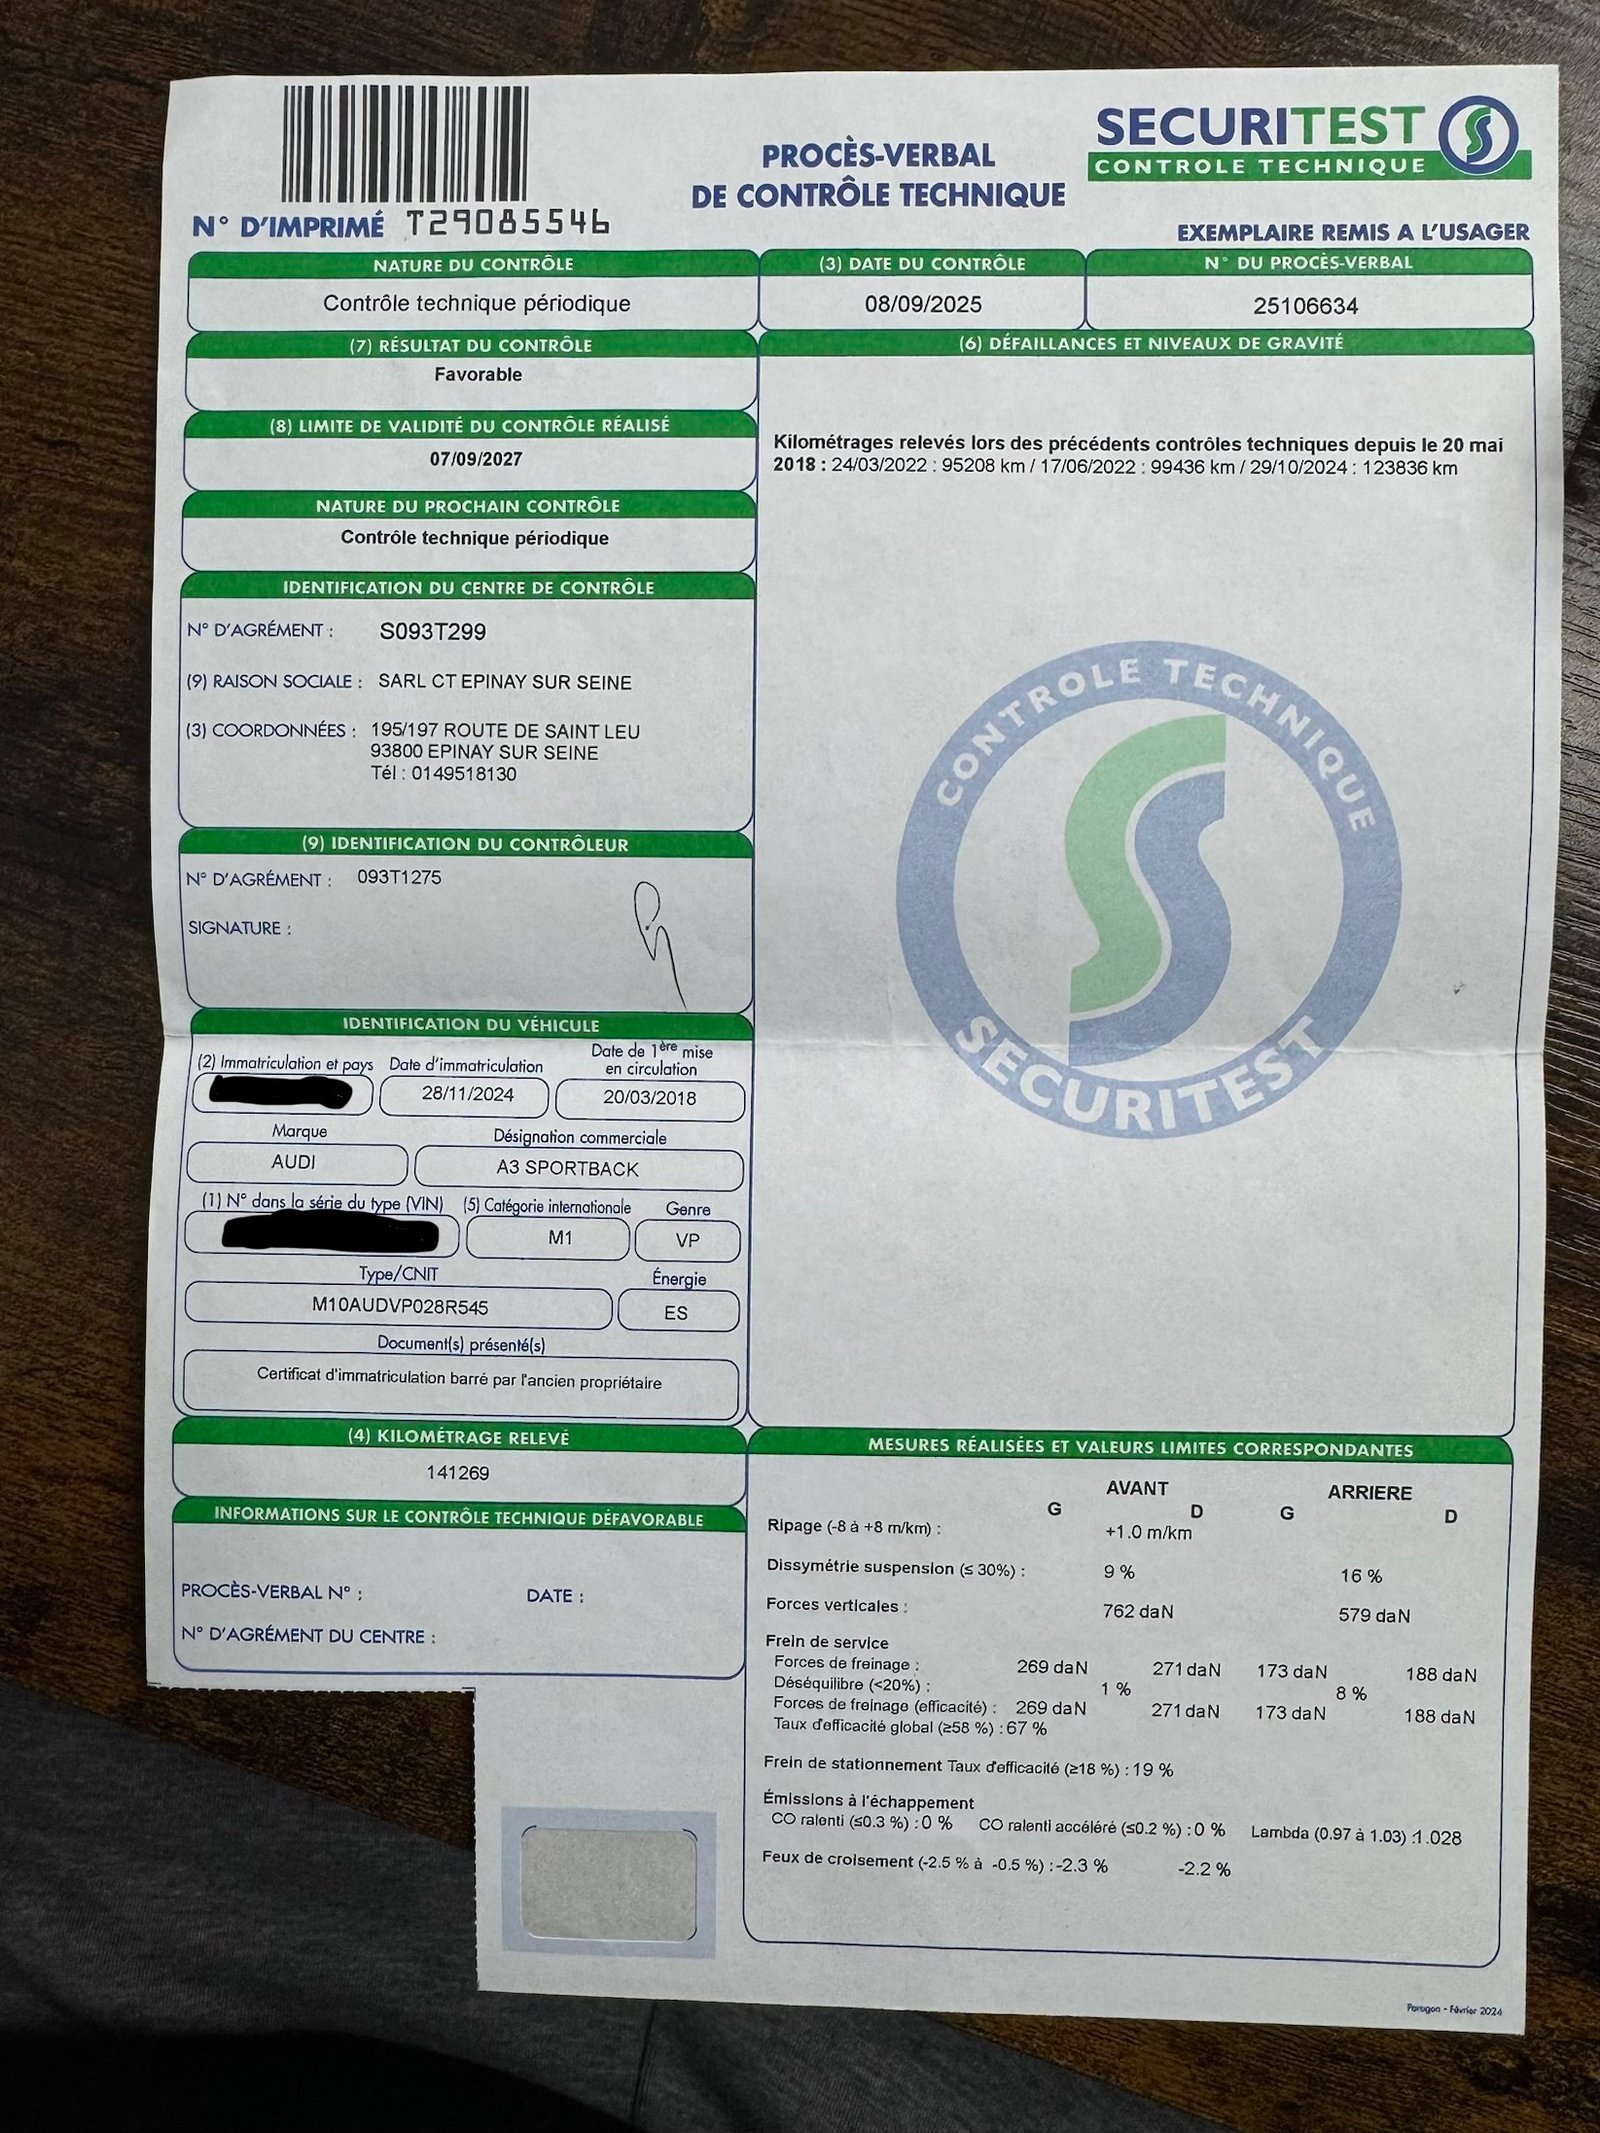 SECURITEST
CONTROLE TECHNIQUE
PROCÈS-VERBAL
DE CONTRÔLE TECHNIQUE
N° D'IMPRIMÉ T29085546
EXEMPLAIRE REMIS A L'USAGER
NATURE DU CONTRÔLE
Contrôle technique périodique
(3) DATE DU CONTRÔLE
08/09/2025
N° DU PROCÈS-VERBAL
25106634
(7) RÉSULTAT DU CONTRÔLE
Favorable
(8) LIMITE DE VALIDITÉ DU CONTRÔLE RÉALISÉ
07/09/2027
NATURE DU PROCHAIN CONTRÔLE
Contrôle technique périodique
IDENTIFICATION DU CENTRE DE CONTRÔLE
N° D'AGRÉMENT : S093T299
(9) RAISON SOCIALE : SARL CT EPINAY SUR SEINE
(3) COORDONNÉES : 195/197 ROUTE DE SAINT LEU
93800 EPINAY SUR SEINE
Tél : 0149518130
(9) IDENTIFICATION DU CONTRÔLEUR
N° D'AGRÉMENT : 093T1275
SIGNATURE :
IDENTIFICATION DU VÉHICULE
(2) Immatriculation et pays
Date d'immatriculation
28/11/2024
Date de 1ère mise
en circulation
20/03/2018
Marque
AUDI
Désignation commerciale
A3 SPORTBACK
(1) N° dans la série du type (VIN)
(5) Catégorie internationale
M1
Genre
VP
Type/CNIT
M10AUDVP028R545
Énergie
ES
Document(s) présenté(s)
Certificat d'immatriculation barré par l'ancien propriétaire
(4) KILOMÉTRAGE RELEVÉ
141269
INFORMATIONS SUR LE CONTRÔLE TECHNIQUE DÉFAVORABLE
PROCÈS-VERBAL N° : DATE :
N° D'AGRÉMENT DU CENTRE :
(6) DÉFAILLANCES ET NIVEAUX DE GRAVITÉ
Kilométrages relevés lors des précédents contrôles techniques depuis le 20 mai
2018 : 24/03/2022 : 95208 km / 17/06/2022 : 99436 km / 29/10/2024 : 123836 km
CONTROLE TECHNIQUE
SECURITEST
MESURES RÉALISÉES ET VALEURS LIMITES CORRESPONDANTES
AVANT ARRIERE
G D G D
Ripage (-8 à +8 m/km) : +1.0 m/km
Dissymétrie suspension (≤ 30%) : 9 % 16 %
Forces verticales : 762 daN 579 daN
Frein de service
Forces de freinage : 269 daN 271 daN 173 daN 188 daN
Déséquilibre (<20%) : 1 % 8 %
Forces de freinage (efficacité) : 269 daN 271 daN 173 daN 188 daN
Taux d'efficacité global (≥58 %) : 67 %
Frein de stationnement Taux d'efficacité (≥18 %) : 19 %
Émissions à l'échappement
CO ralenti (≤0.3 %) : 0 % CO ralenti accéléré (≤0.2 %) : 0 % Lambda (0.97 à 1.03) :1.028
Feux de croisement (-2.5 % à -0.5 %) : -2.3 % -2.2 %
Paragon - Février 2024